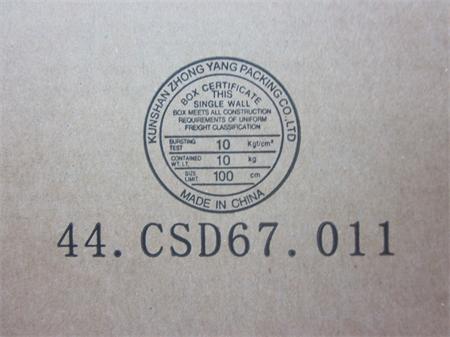 KUNSHAN ZHONG YANG PACKING CO.,LTD
BOX CERTIFICATE
THIS
SINGLE WALL
BOX MEETS ALL CONSTRUCTION
REQUIREMENTS OF UNIFORM
FREIGHT CLASSIFICATION
BURSTING TEST 10 Kgf/cm²
CONTAINED WT. LT. 10 kg
SIZE LIMIT. 100 cm
MADE IN CHINA
44.CSD67.011